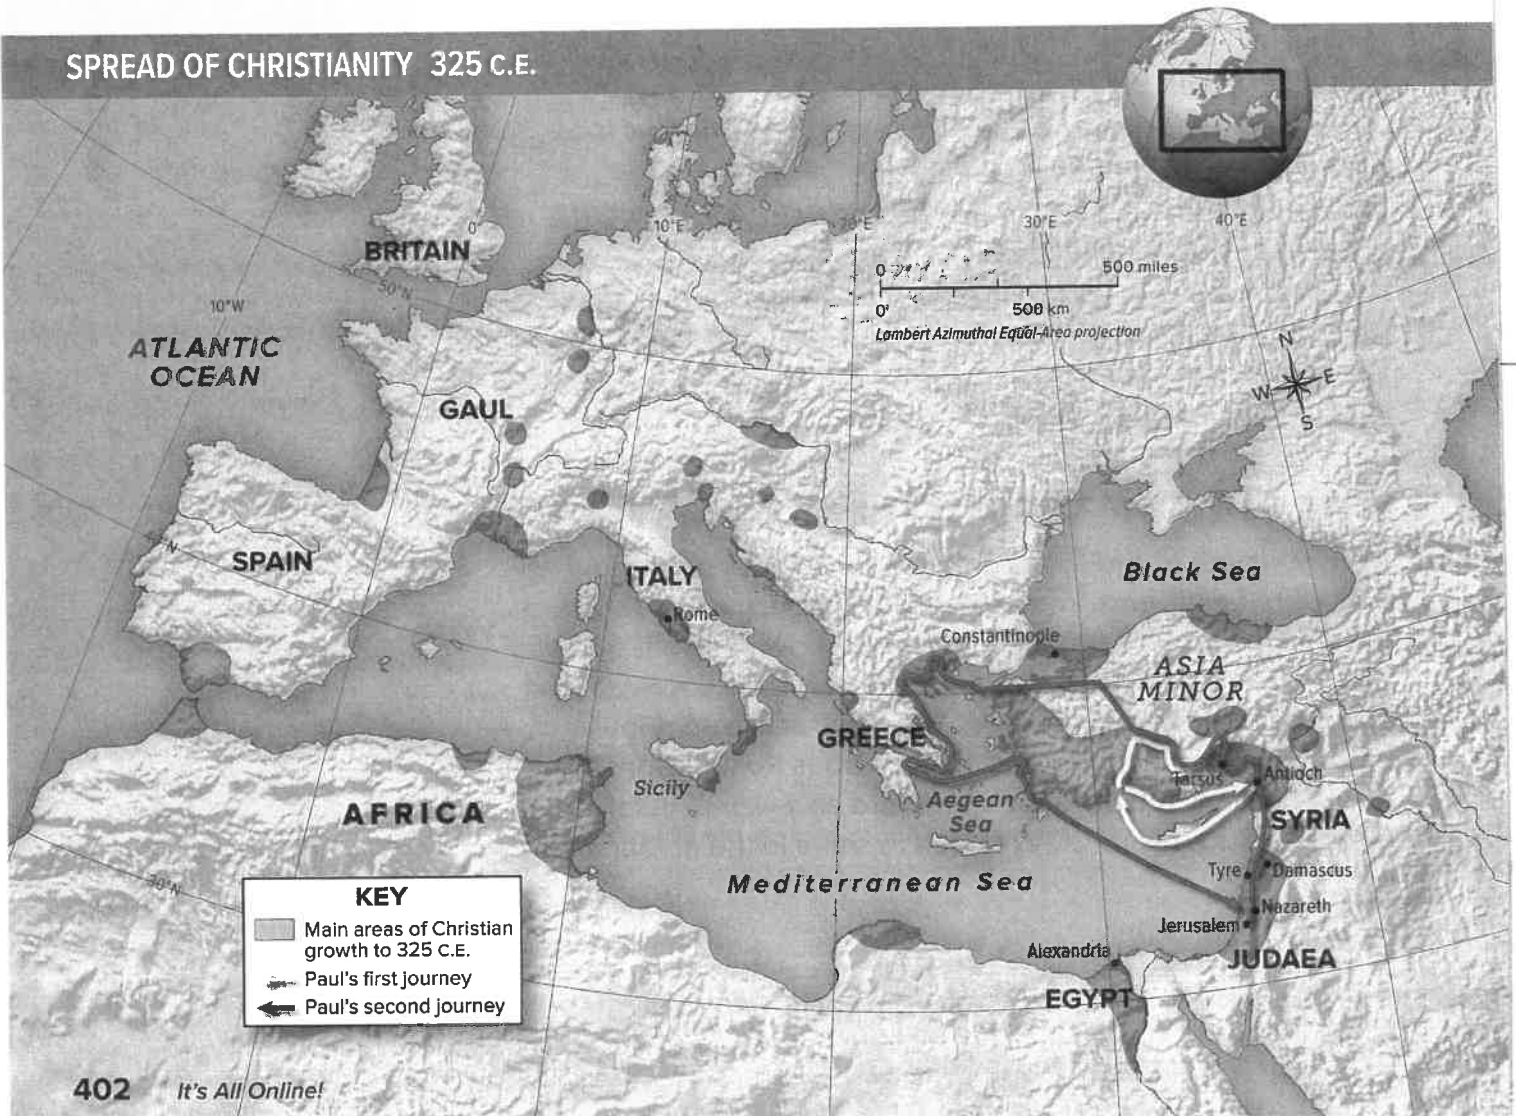 SPREAD OF CHRISTIANITY 325 C.E.
10°E
20°E
30°E
40°E
0°
BRITAIN
50°N
10°W
0
500 miles
0
500 km
Lambert Azimuthal Equal-Area projection
N
W
E
S
ATLANTIC
OCEAN
GAUL
SPAIN
ITALY
Rome
Black Sea
Constantinople
ASIA
MINOR
GREECE
Tarsus
Antioch
Sicily
Aegean
Sea
SYRIA
AFRICA
Tyre
Damascus
Mediterranean Sea
Nazareth
Jerusalem
Alexandria
JUDAEA
EGYPT
30°N
KEY
Main areas of Christian
growth to 325 C.E.
Paul's first journey
Paul's second journey
402 It's All Online!